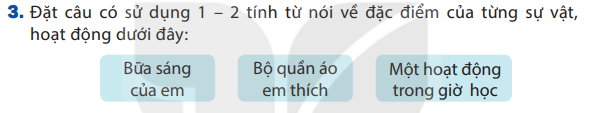 3. Đặt câu có sử dụng 1 – 2 tính từ nói về đặc điểm của từng sự vật,
hoạt động dưới đây:
Bữa sáng
của em
Bộ quần áo
em thích
Một hoạt động
trong giờ học